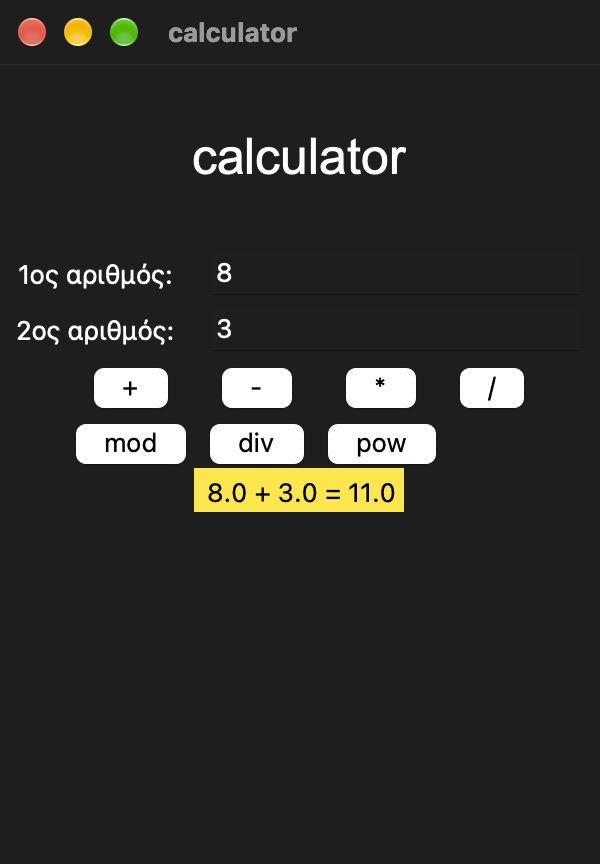 calculator
calculator
1ος αριθμός: 8
2ος αριθμός: 3
+ - * /
mod div pow
8.0 + 3.0 = 11.0